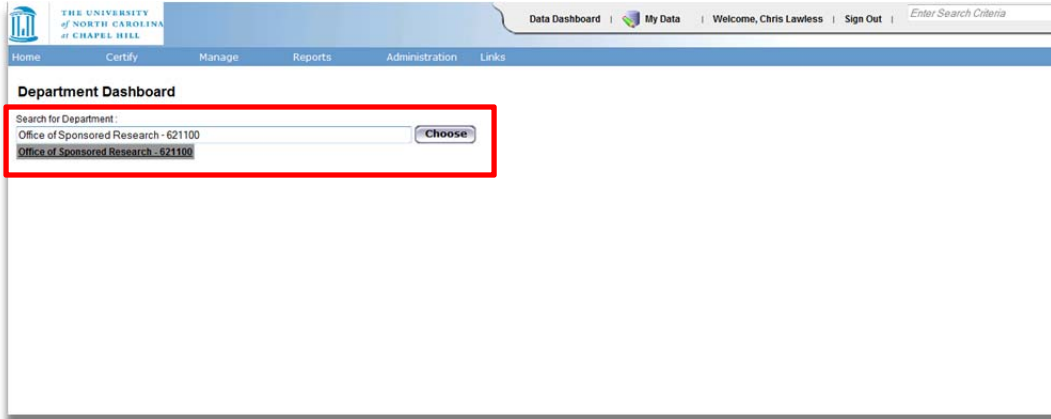 THE UNIVERSITY
of NORTH CAROLINA
at CHAPEL HILL
Data Dashboard | My Data | Welcome, Chris Lawless | Sign Out | Enter Search Criteria
Home Certify Manage Reports Administration Links
Department Dashboard
Search for Department :
Office of Sponsored Research - 621100 Choose
Office of Sponsored Research - 621100